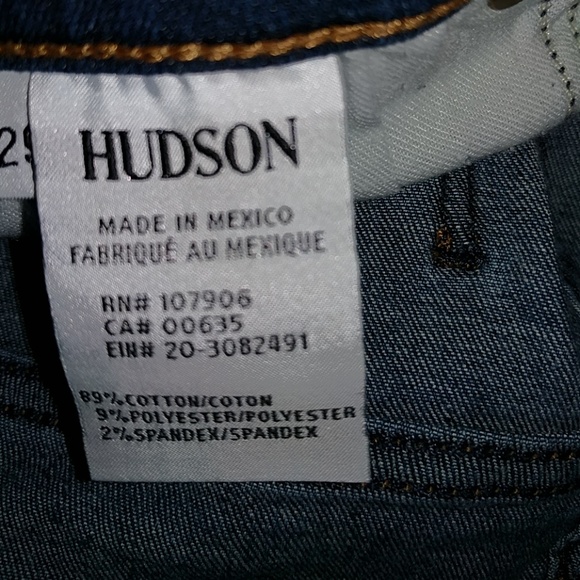 HUDSON
MADE IN MEXICO
FABRIQUÉ AU MEXIQUE
RN# 107906
CA# 00635
EIN# 20-3082491
89%COTTON/COTON
9%POLYESTER/POLYESTER
2%SPANDEX/SPANDEX